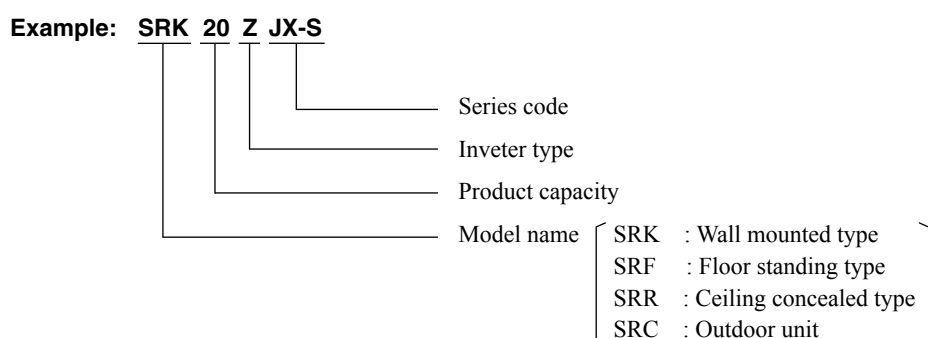 Example: SRK 20 Z JX-S
Series code
Inveter type
Product capacity
Model name SRK : Wall mounted type
SRF : Floor standing type
SRR : Ceiling concealed type
SRC : Outdoor unit